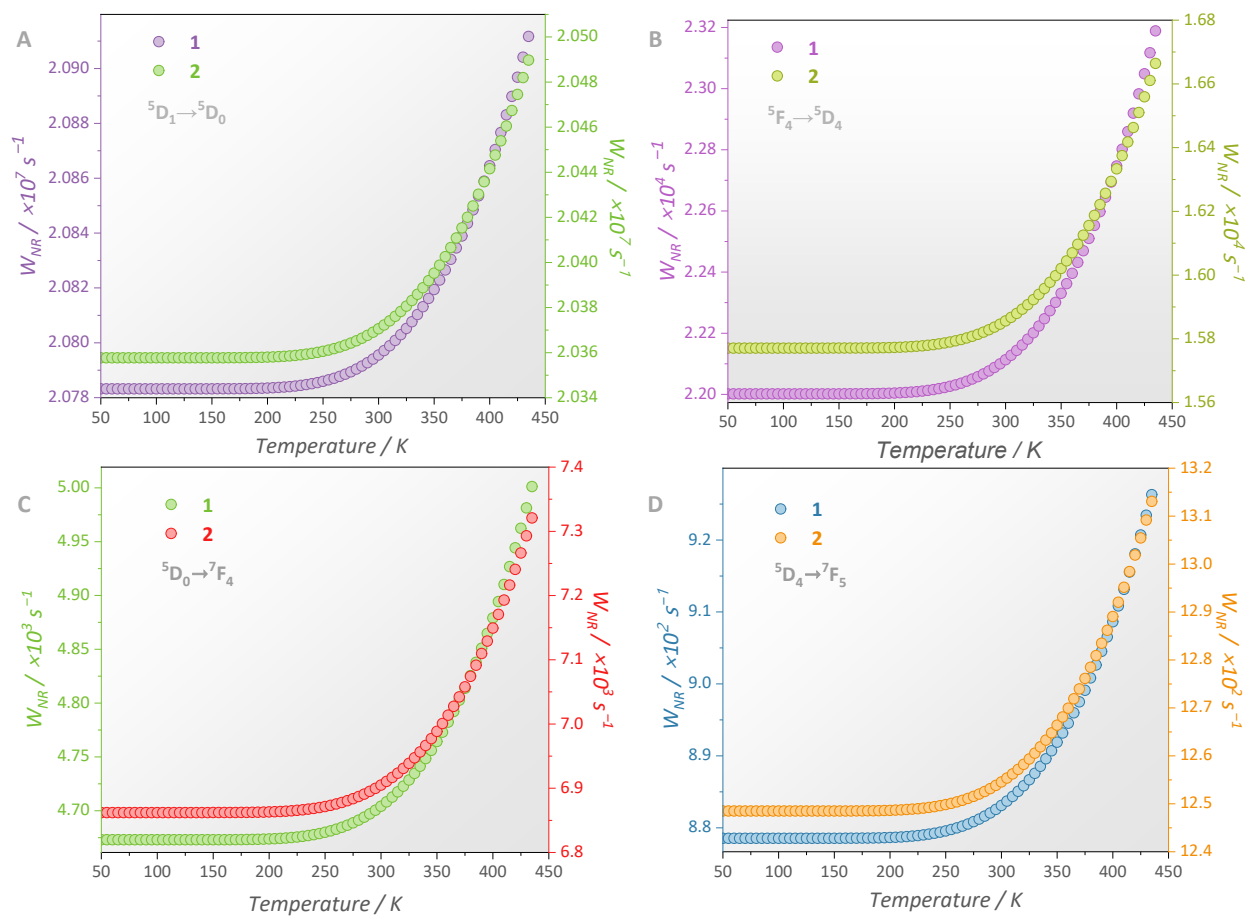 A
1
2
⁵D₁→⁵D₀
W_NR / ×10⁷ s⁻¹
2.090
2.088
2.086
2.084
2.082
2.080
2.078
W_NR / ×10⁷ s⁻¹
2.050
2.048
2.046
2.044
2.042
2.040
2.038
2.036
2.034
50 100 150 200 250 300 350 400 450
Temperature / K
B
1
2
⁵F₄→⁵D₄
W_NR / ×10⁴ s⁻¹
2.32
2.30
2.28
2.26
2.24
2.22
2.20
W_NR / ×10⁴ s⁻¹
1.68
1.66
1.64
1.62
1.60
1.58
1.56
50 100 150 200 250 300 350 400 450
Temperature / K
C
1
2
⁵D₀→⁷F₄
W_NR / ×10³ s⁻¹
5.00
4.95
4.90
4.85
4.80
4.75
4.70
W_NR / ×10³ s⁻¹
7.4
7.3
7.2
7.1
7.0
6.9
6.8
50 100 150 200 250 300 350 400 450
Temperature / K
D
1
2
⁵D₄→⁷F₅
W_NR / ×10² s⁻¹
9.2
9.1
9.0
8.9
8.8
W_NR / ×10² s⁻¹
13.2
13.1
13.0
12.9
12.8
12.7
12.6
12.5
12.4
50 100 150 200 250 300 350 400 450
Temperature / K